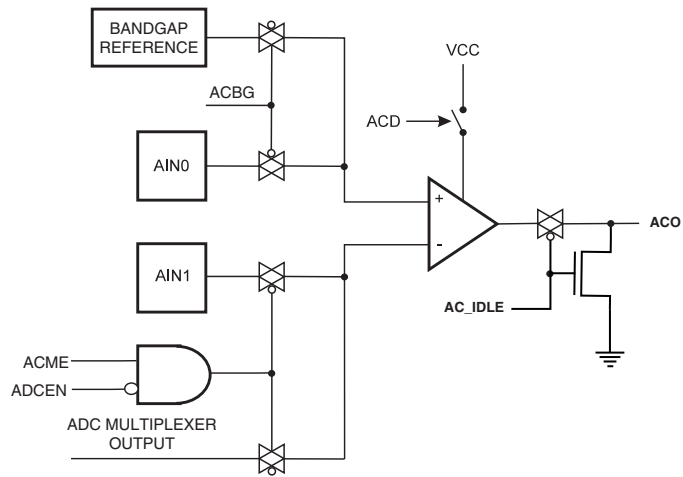 BANDGAP
REFERENCE
VCC
ACBG
ACD
AIN0
+
-
ACO
AIN1
AC_IDLE
ACME
ADCEN
ADC MULTIPLEXER
OUTPUT